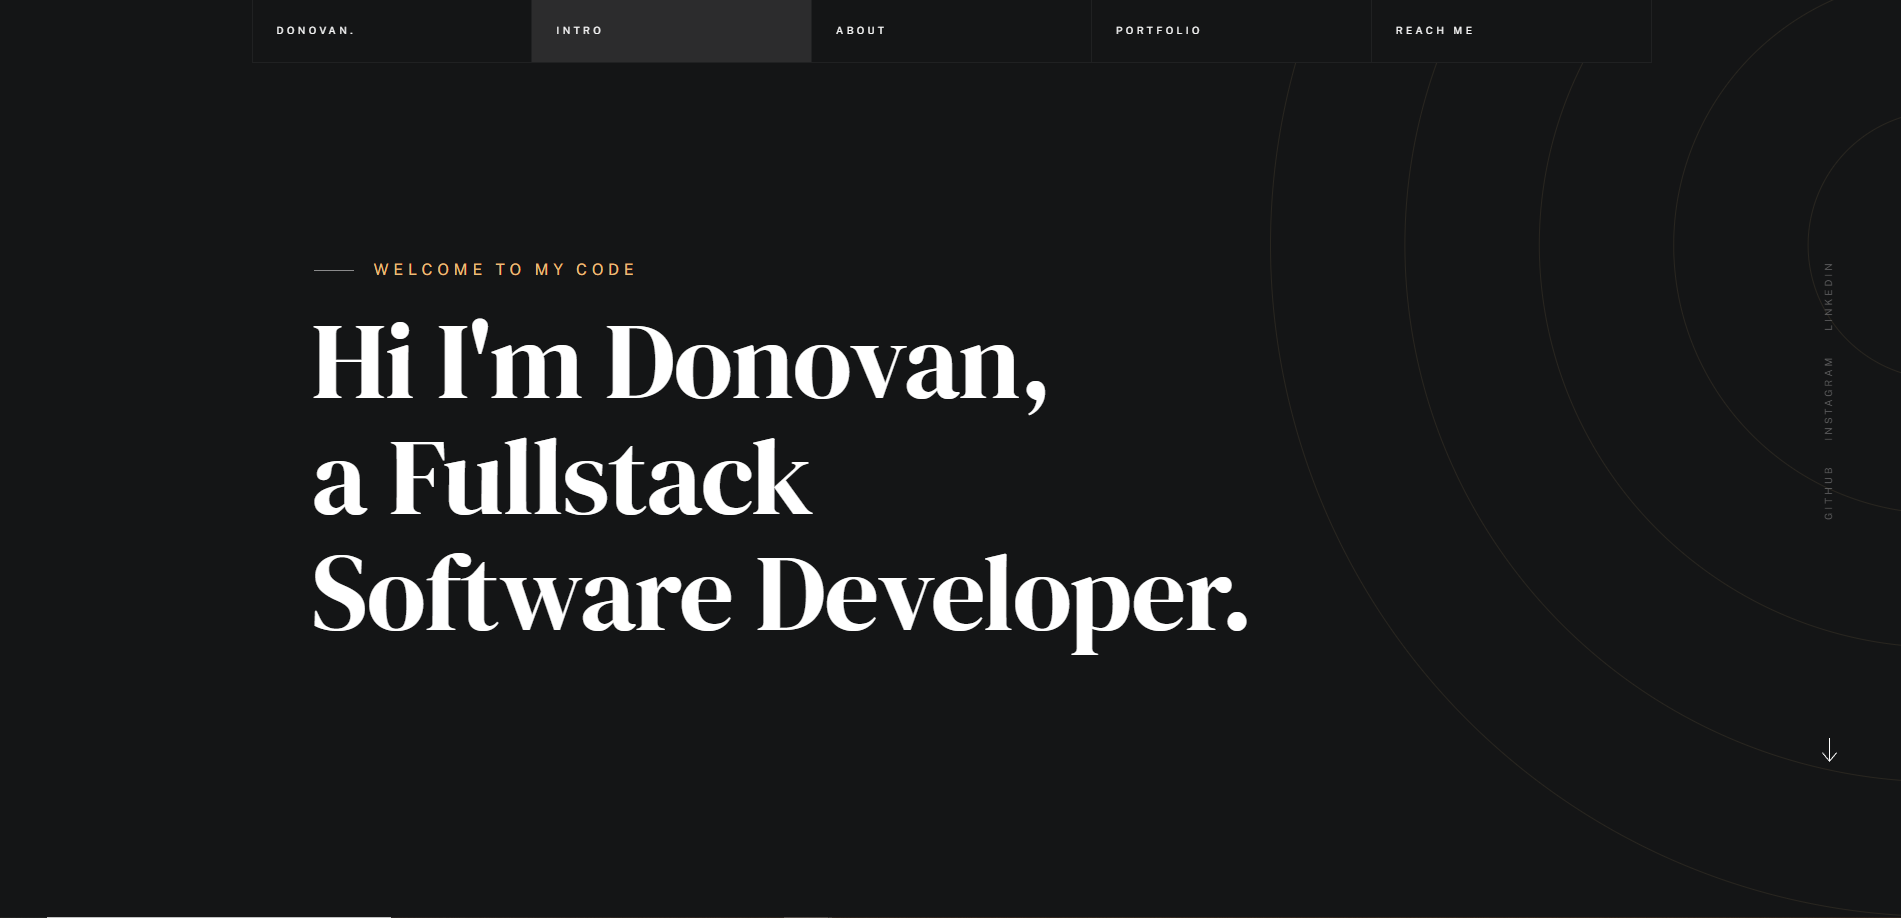 DONOVAN.
INTRO
ABOUT
PORTFOLIO
REACH ME
WELCOME TO MY CODE
Hi I'm Donovan,
a Fullstack
Software Developer.
GITHUB
INSTAGRAM
LINKEDIN